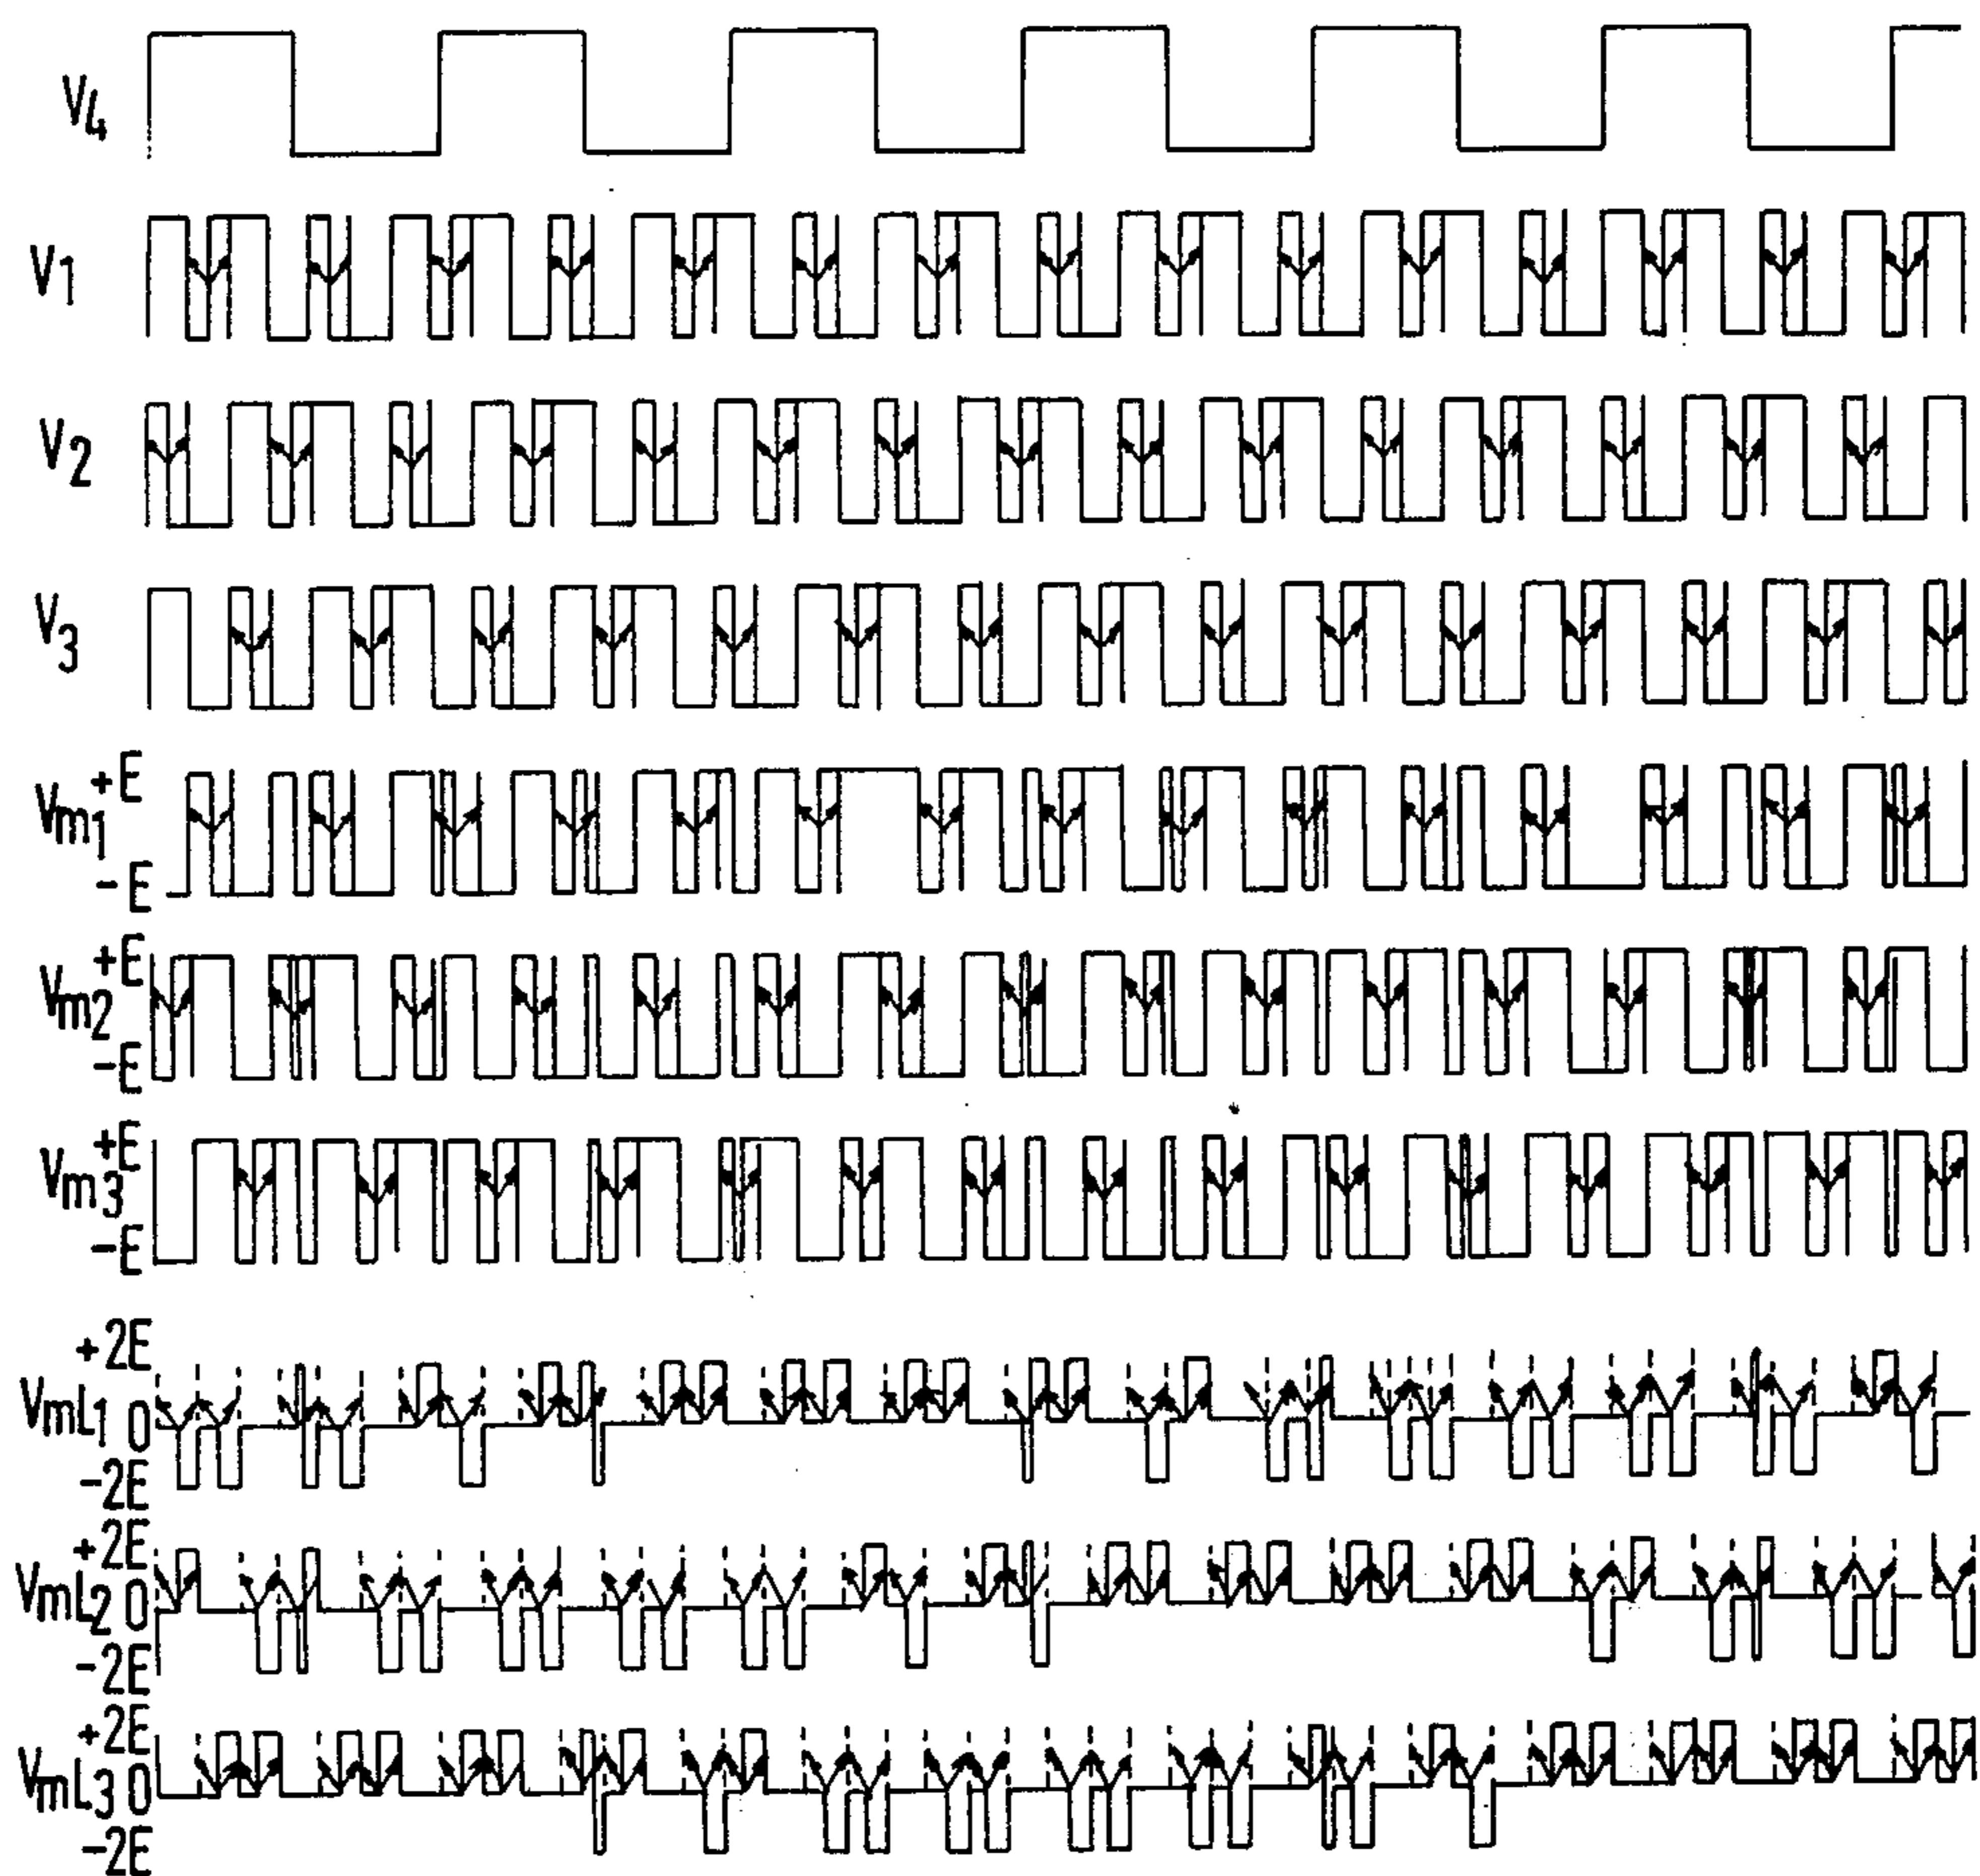 V4
V1
V2
V3
+E
Vm1
-E
+E
Vm2
-E
+E
Vm3
-E
+2E
VmL1 0
-2E
+2E
VmL2 0
-2E
+2E
VmL3 0
-2E